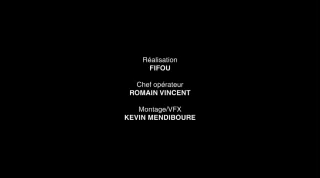 Réalisation
FIFOU
Chef opérateur
ROMAIN VINCENT
Montage/VFX
KEVIN MENDIBOURE